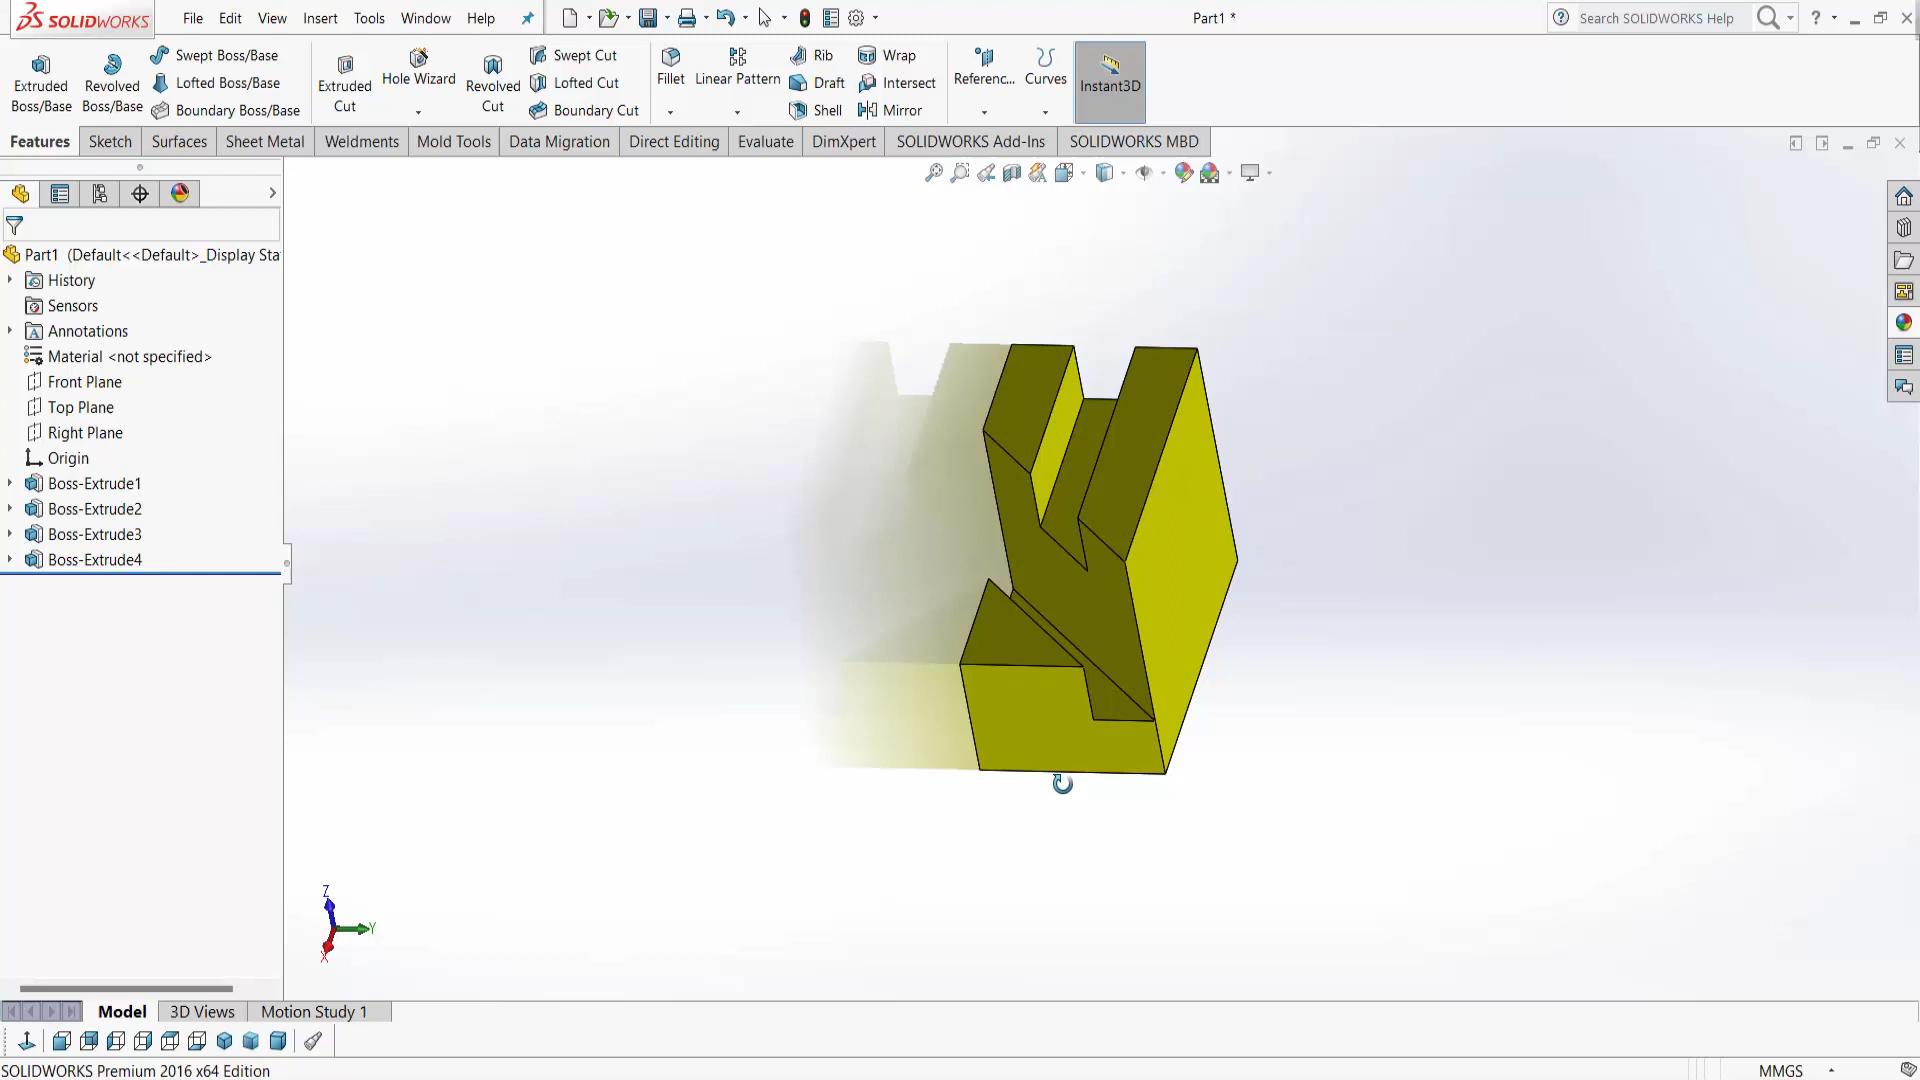 SOLIDWORKS File Edit View Insert Tools Window Help Part1 * Search SOLIDWORKS Help ?
Extruded Boss/Base
Revolved Boss/Base
Swept Boss/Base
Lofted Boss/Base
Boundary Boss/Base
Extruded Cut
Hole Wizard
Revolved Cut
Swept Cut
Lofted Cut
Boundary Cut
Fillet
Linear Pattern
Rib
Draft
Shell
Wrap
Intersect
Mirror
Referenc...
Curves
Instant3D
Features Sketch Surfaces Sheet Metal Weldments Mold Tools Data Migration Direct Editing Evaluate DimXpert SOLIDWORKS Add-Ins SOLIDWORKS MBD
Part1 (Default<<Default>_Display Sta
History
Sensors
Annotations
Material <not specified>
Front Plane
Top Plane
Right Plane
Origin
Boss-Extrude1
Boss-Extrude2
Boss-Extrude3
Boss-Extrude4
Z
Y
X
Model 3D Views Motion Study 1
SOLIDWORKS Premium 2016 x64 Edition MMGS